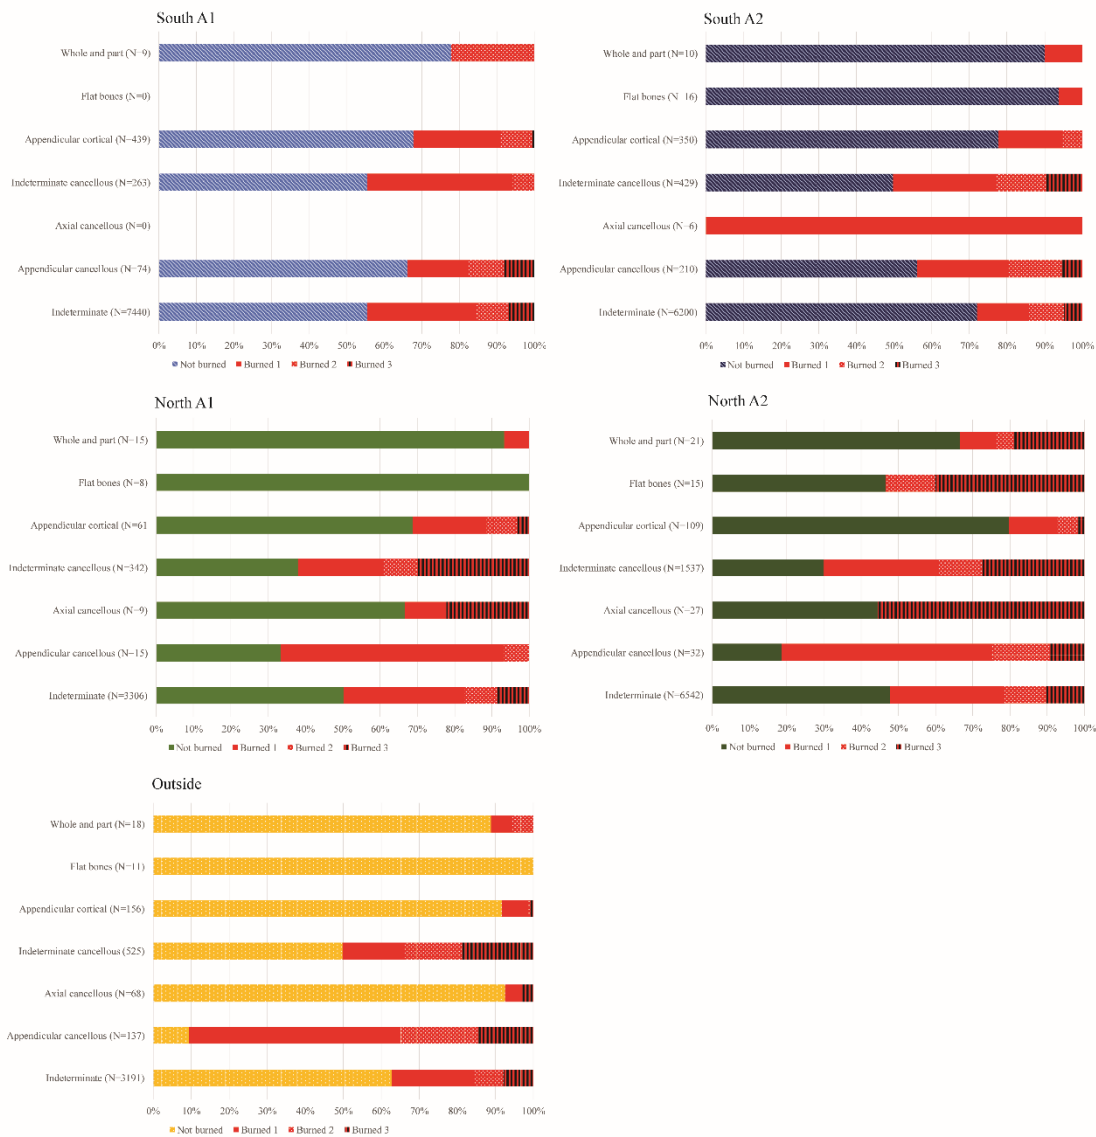 South A1
Whole and part (N=9)
Flat bones (N=0)
Appendicular cortical (N=439)
Indeterminate cancellous (N=263)
Axial cancellous (N=0)
Appendicular cancellous (N=74)
Indeterminate (N=7440)
0% 10% 20% 30% 40% 50% 60% 70% 80% 90% 100%
Not burned Burned 1 Burned 2 Burned 3
South A2
Whole and part (N=10)
Flat bones (N=16)
Appendicular cortical (N=350)
Indeterminate cancellous (N=429)
Axial cancellous (N=6)
Appendicular cancellous (N=210)
Indeterminate (N=6200)
0% 10% 20% 30% 40% 50% 60% 70% 80% 90% 100%
Not burned Burned 1 Burned 2 Burned 3
North A1
Whole and part (N=15)
Flat bones (N=8)
Appendicular cortical (N=61
Indeterminate cancellous (N=342)
Axial cancellous (N=9)
Appendicular cancellous (N=15)
Indeterminate (N=3306)
0% 10% 20% 30% 40% 50% 60% 70% 80% 90% 100%
Not burned Burned 1 Burned 2 Burned 3
North A2
Whole and part (N=21)
Flat bones (N=15)
Appendicular cortical (N=109)
Indeterminate cancellous (N=1537)
Axial cancellous (N=27)
Appendicular cancellous (N=32)
Indeterminate (N=6542)
0% 10% 20% 30% 40% 50% 60% 70% 80% 90% 100%
Not burned Burned 1 Burned 2 Burned 3
Outside
Whole and part (N=18)
Flat bones (N=11)
Appendicular cortical (N=156)
Indeterminate cancellous (525)
Axial cancellous (N=68)
Appendicular cancellous (N=137)
Indeterminate (N=3191)
0% 10% 20% 30% 40% 50% 60% 70% 80% 90% 100%
Not burned Burned 1 Burned 2 Burned 3